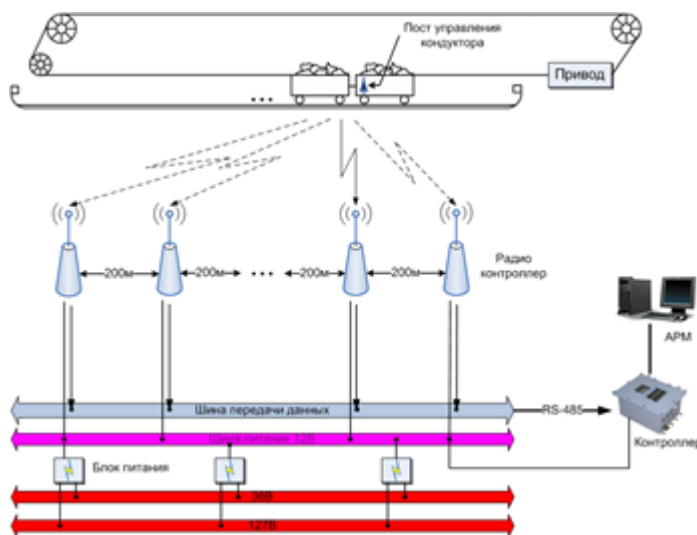 Пост управления
кондуктора
Привод
200м
200м
200м
200м
Радио
контроллер
АРМ
Шина передачи данных
RS-485
Шина питания 12В
Контроллер
Блок питания
36В
127В